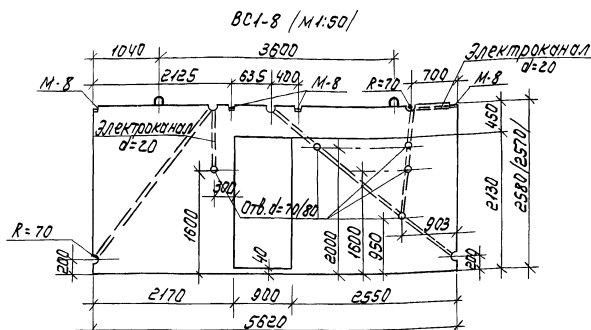 ВС1-8 /М1:50/
1040
3600
Электроканал
d=20
2125
635
400
R=70
700
М-8
М-8
М-8
450
Электроканал
d=20
300
Отв. d=70/80
2130
2580/2570/
1600
2000
1600
950
903
R=70
200
40
200
2170
900
2550
5620